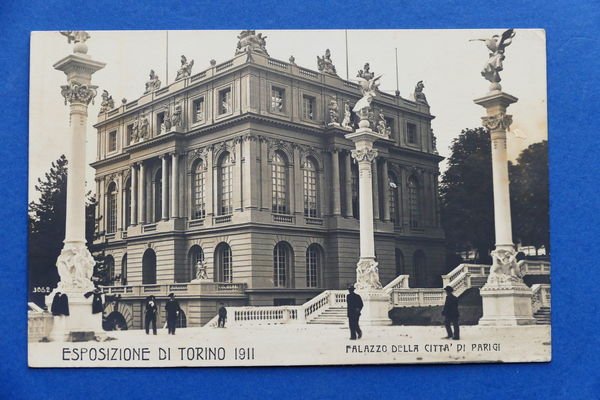 3062
ESPOSIZIONE DI TORINO 1911
PALAZZO DELLA CITTA' DI PARIGI